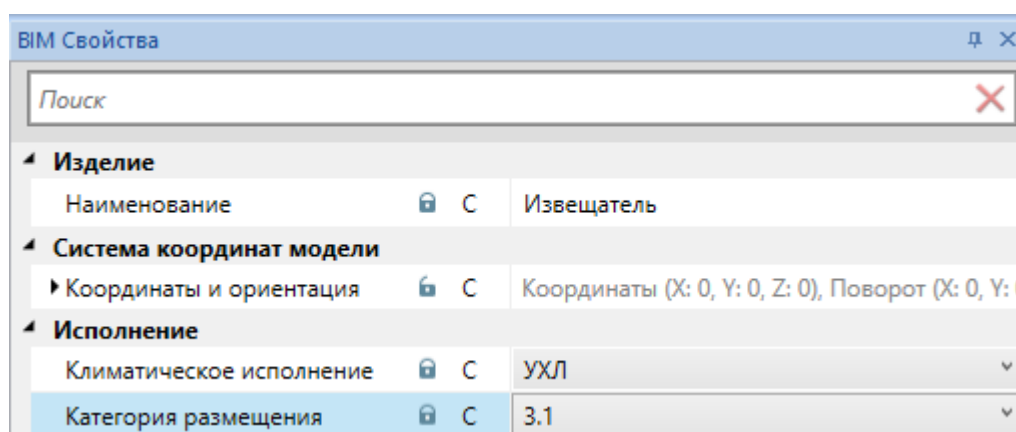 BIM Свойства
Поиск
Изделие
Наименование С Извещатель
Система координат модели
Координаты и ориентация С Координаты (X: 0, Y: 0, Z: 0), Поворот (X: 0, Y:
Исполнение
Климатическое исполнение С УХЛ
Категория размещения С 3.1